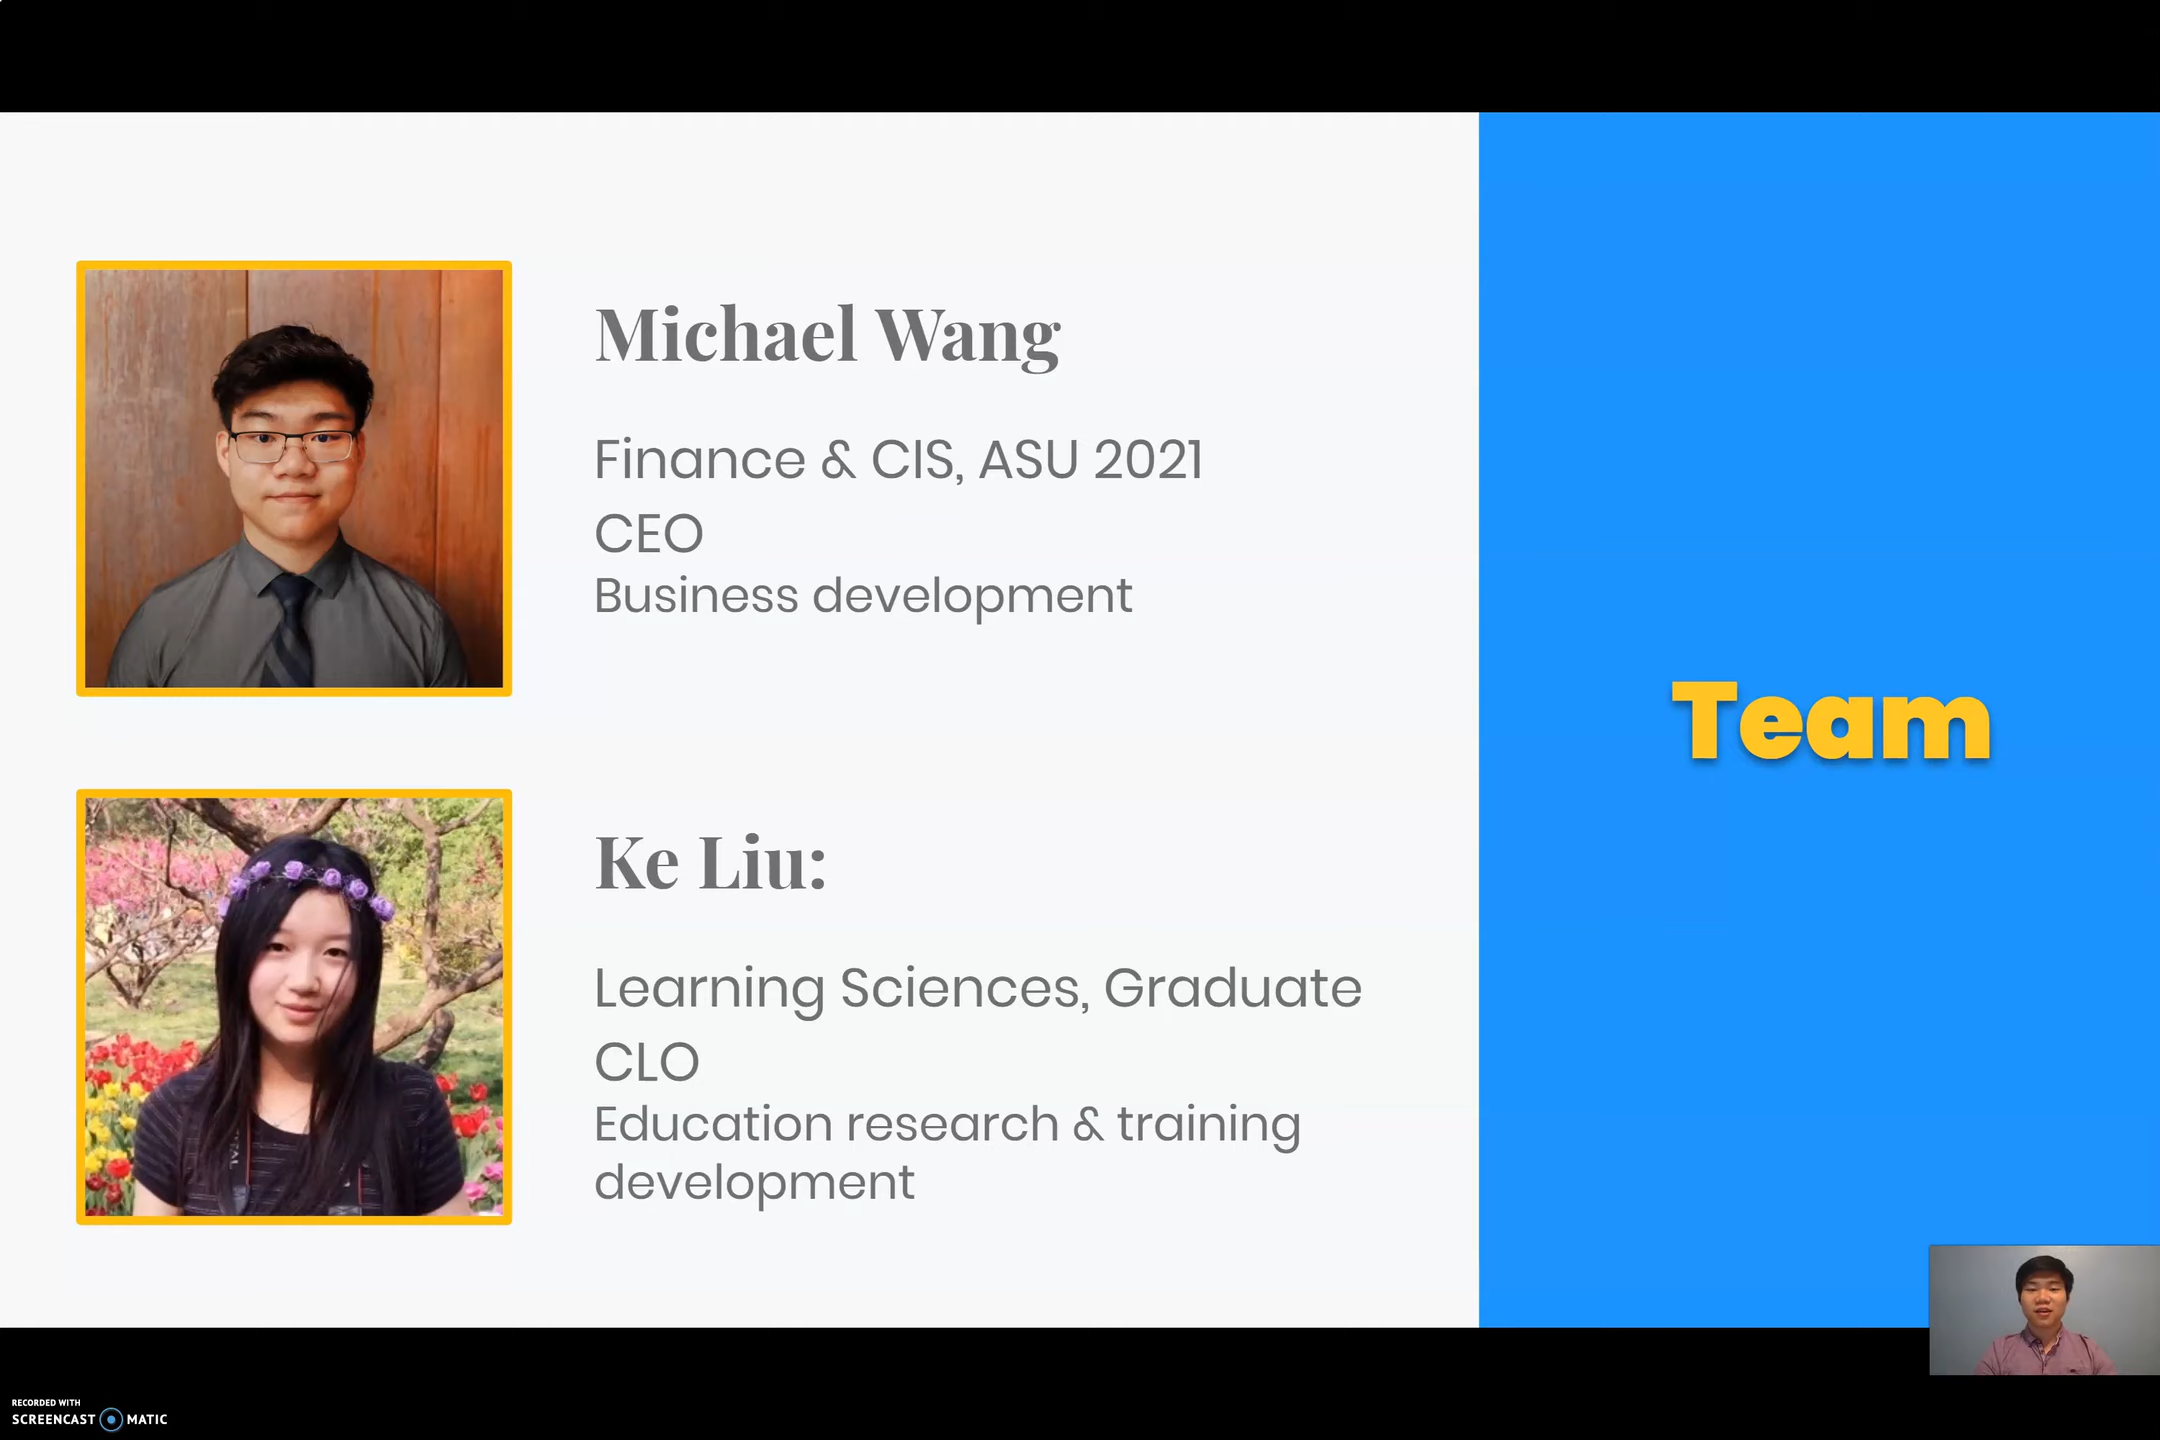 Michael Wang
Finance & CIS, ASU 2021
CEO
Business development
Team
Ke Liu:
Learning Sciences, Graduate
CLO
Education research & training
development
RECORDED WITH
SCREENCAST MATIC